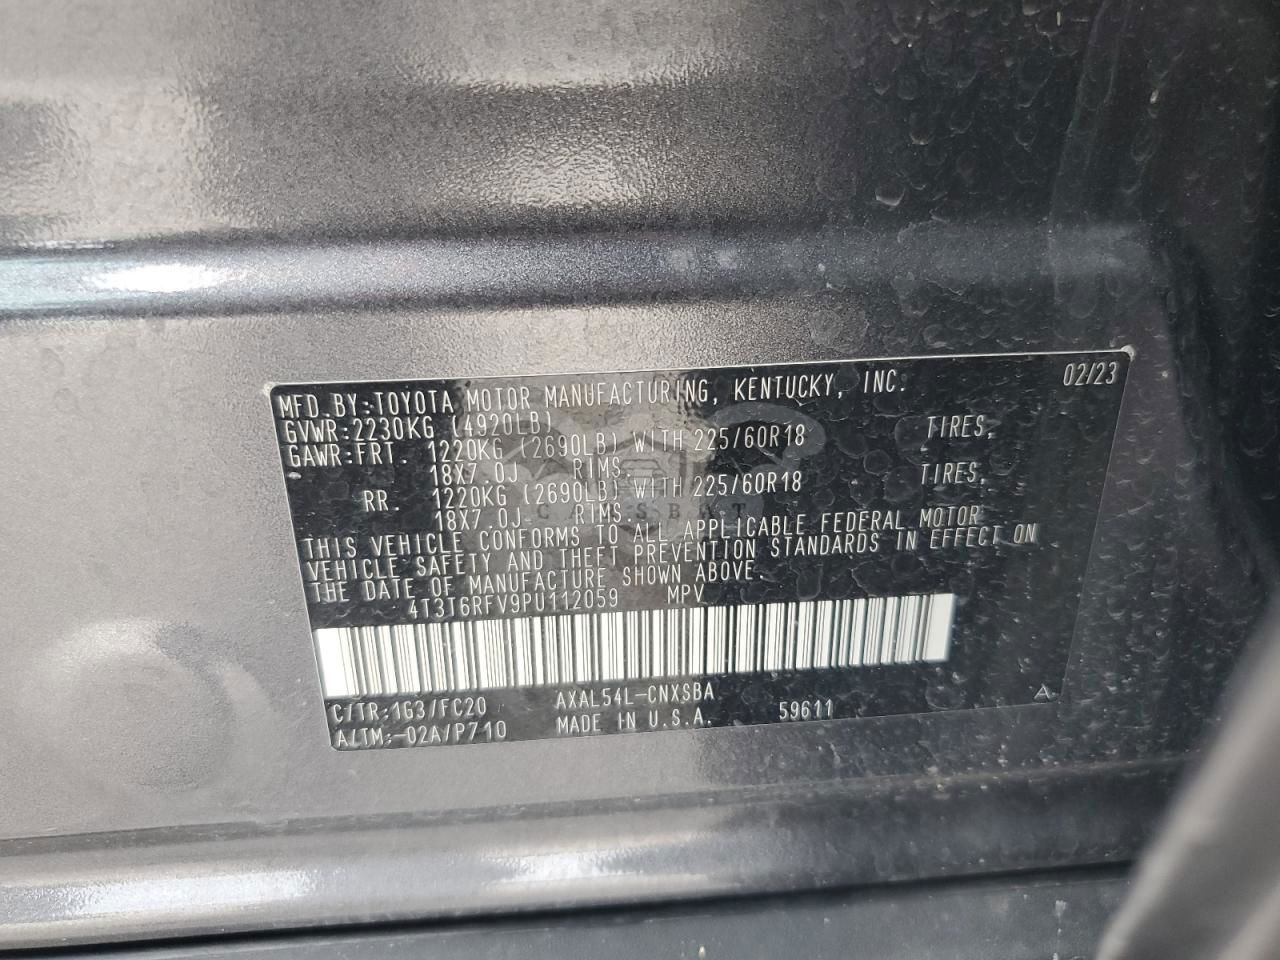 MFD.BY:TOYOTA MOTOR MANUFACTURING, KENTUCKY, INC. 02/23
GVWR:2230KG (4920LB)
GAWR:FRT. 1220KG (2690LB) WITH 225/60R18 TIRES,
18X7.0J RIMS.
RR. 1220KG (2690LB) WITH 225/60R18 TIRES,
18X7.0J RIMS
CARSBAT
THIS VEHICLE CONFORMS TO ALL APPLICABLE FEDERAL MOTOR
VEHICLE SAFETY AND THEFT PREVENTION STANDARDS IN EFFECT ON
THE DATE OF MANUFACTURE SHOWN ABOVE.
4T3T6RFV9PU112059 MPV
C/TR:1G3/FC20 AXAL54L-CNXSBA A
ALTM:-02A/P710 MADE IN U.S.A. 59611